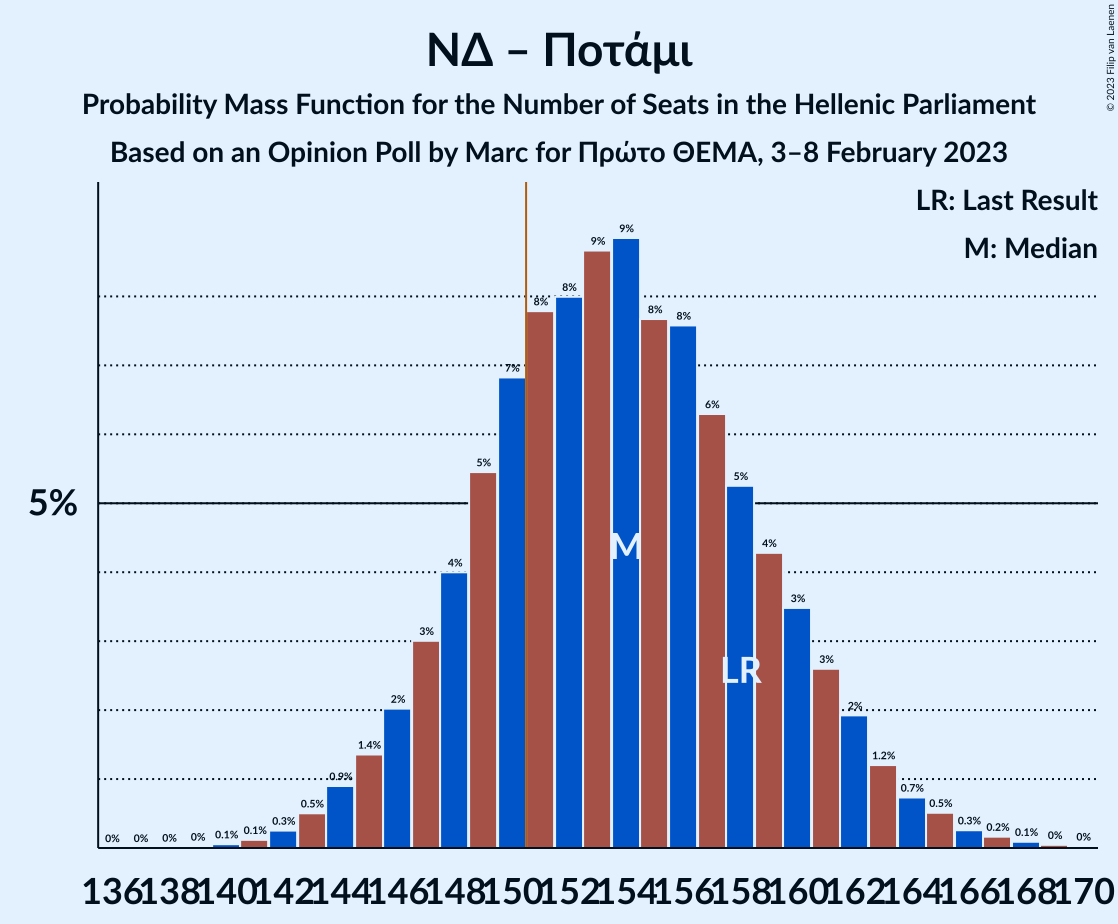 ΝΔ – Ποτάμι
Probability Mass Function for the Number of Seats in the Hellenic Parliament
Based on an Opinion Poll by Marc for Πρώτο ΘΕΜΑ, 3–8 February 2023
© 2023 Filip van Laenen
LR: Last Result
M: Median
5%
0% 0% 0% 0% 0.1% 0.1% 0.3% 0.5% 0.9% 1.4% 2% 3% 4% 5% 7% 8% 8% 9% 9% 8% 8% 6% 5% 4% 3% 3% 2% 1.2% 0.7% 0.5% 0.3% 0.2% 0.1% 0% 0%
M
LR
136 138 140 142 144 146 148 150 152 154 156 158 160 162 164 166 168 170